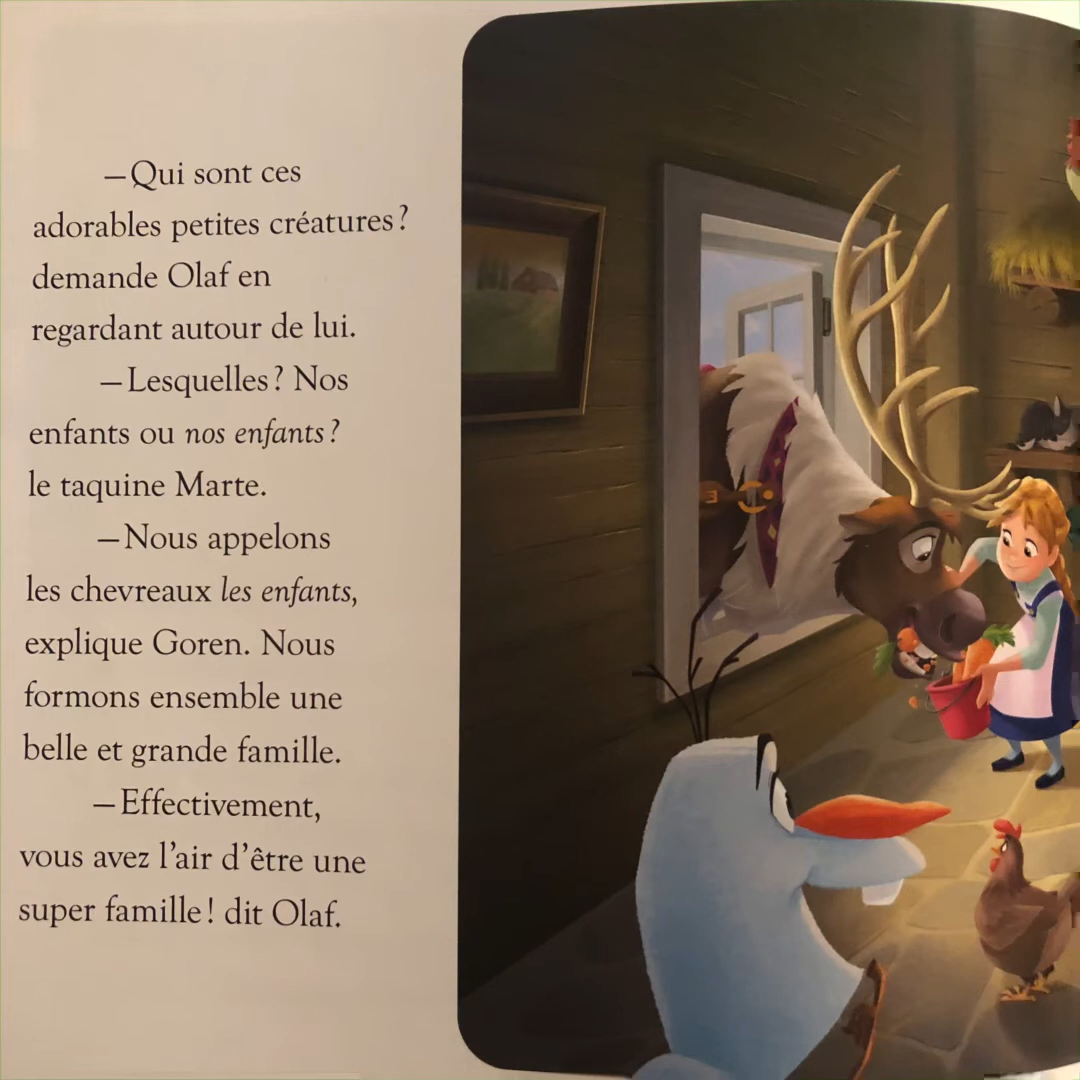 —Qui sont ces
adorables petites créatures?
demande Olaf en
regardant autour de lui.
—Lesquelles? Nos
enfants ou nos enfants?
le taquine Marte.
—Nous appelons
les chevreaux les enfants,
explique Goren. Nous
formons ensemble une
belle et grande famille.
—Effectivement,
vous avez l'air d'être une
super famille! dit Olaf.